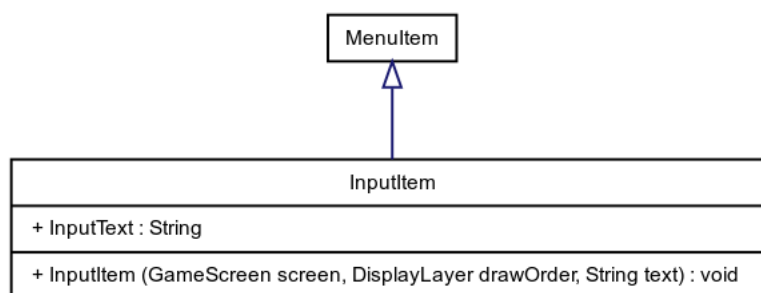 MenuItem
InputItem
+ InputText : String
+ InputItem (GameScreen screen, DisplayLayer drawOrder, String text) : void